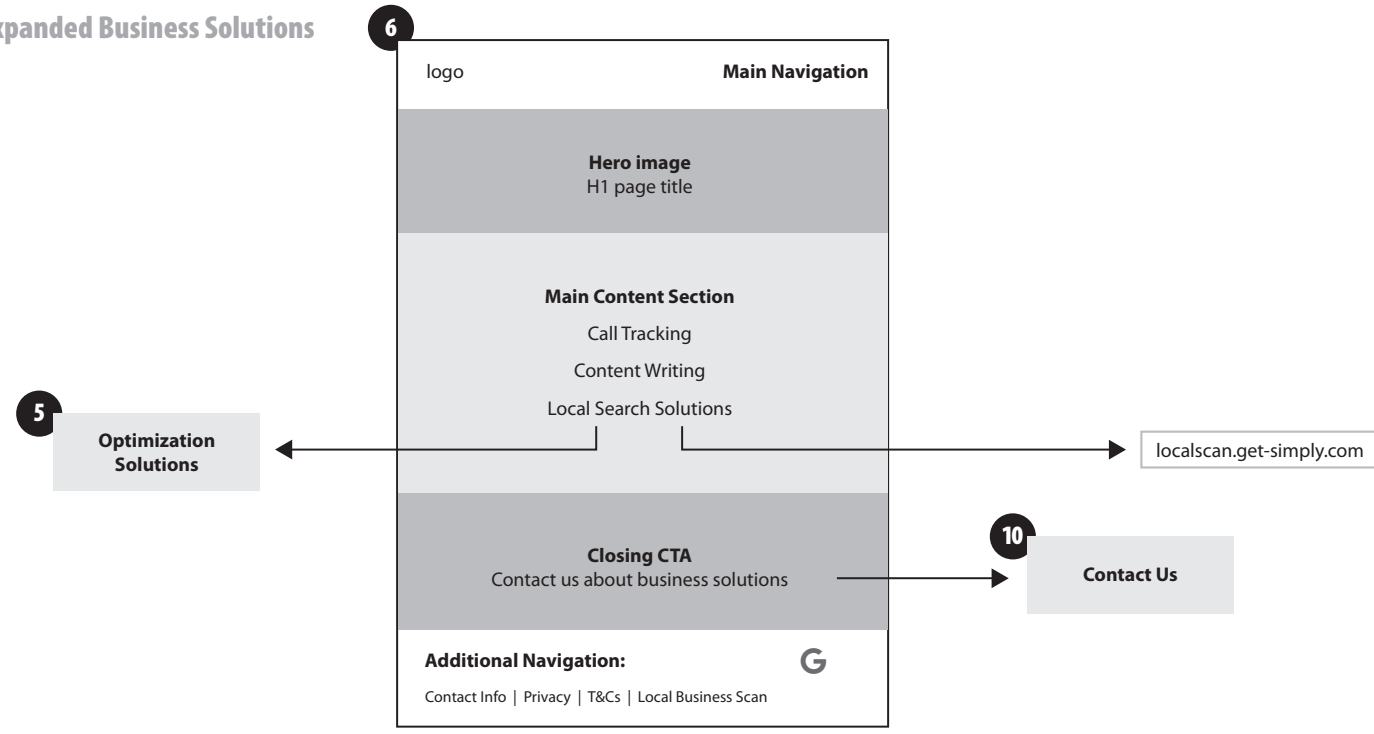 xpanded Business Solutions
6
logo
Main Navigation
Hero image
H1 page title
Main Content Section
Call Tracking
Content Writing
Local Search Solutions
5
Optimization
Solutions
localscan.get-simply.com
Closing CTA
Contact us about business solutions
10
Contact Us
Additional Navigation:
G
Contact Info | Privacy | T&Cs | Local Business Scan